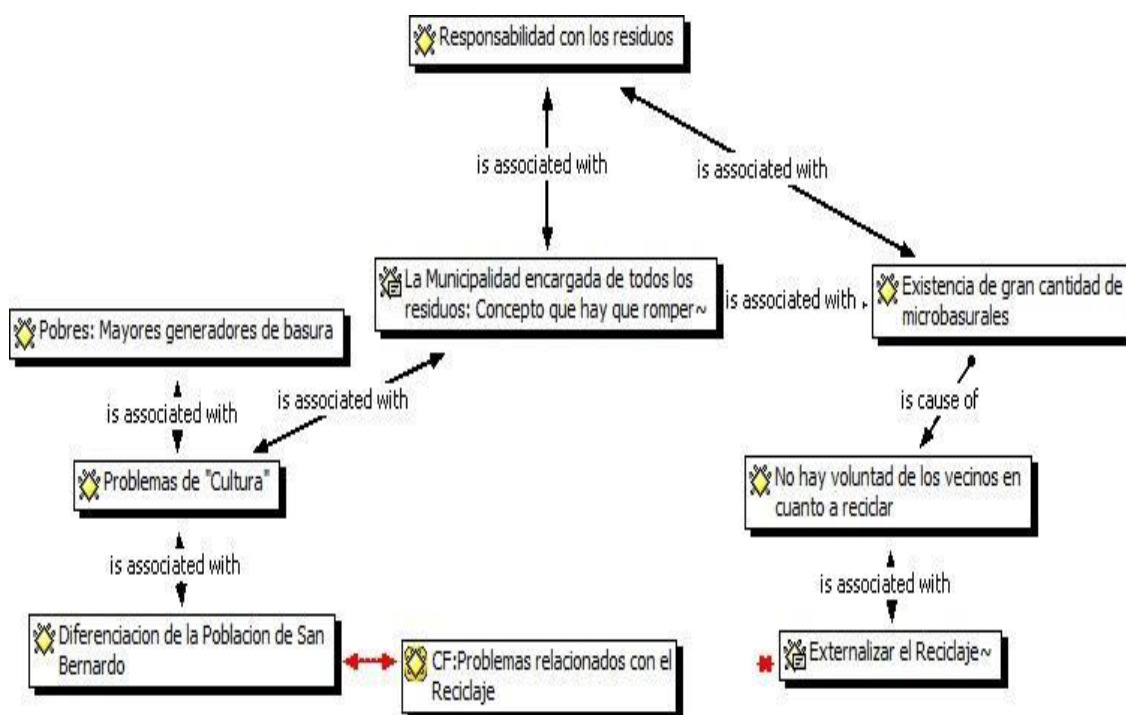 Responsabilidad con los residuos
is associated with
is associated with
La Municipalidad encargada de todos los
residuos: Concepto que hay que romper~
is associated with
Existencia de gran cantidad de
microbasurales
Pobres: Mayores generadores de basura
is associated with
is associated with
is cause of
Problemas de "Cultura"
No hay voluntad de los vecinos en
cuanto a reciclar
is associated with
is associated with
Diferenciacion de la Poblacion de San
Bernardo
CF:Problemas relacionados con el
Reciclaje
Externalizar el Reciclaje~